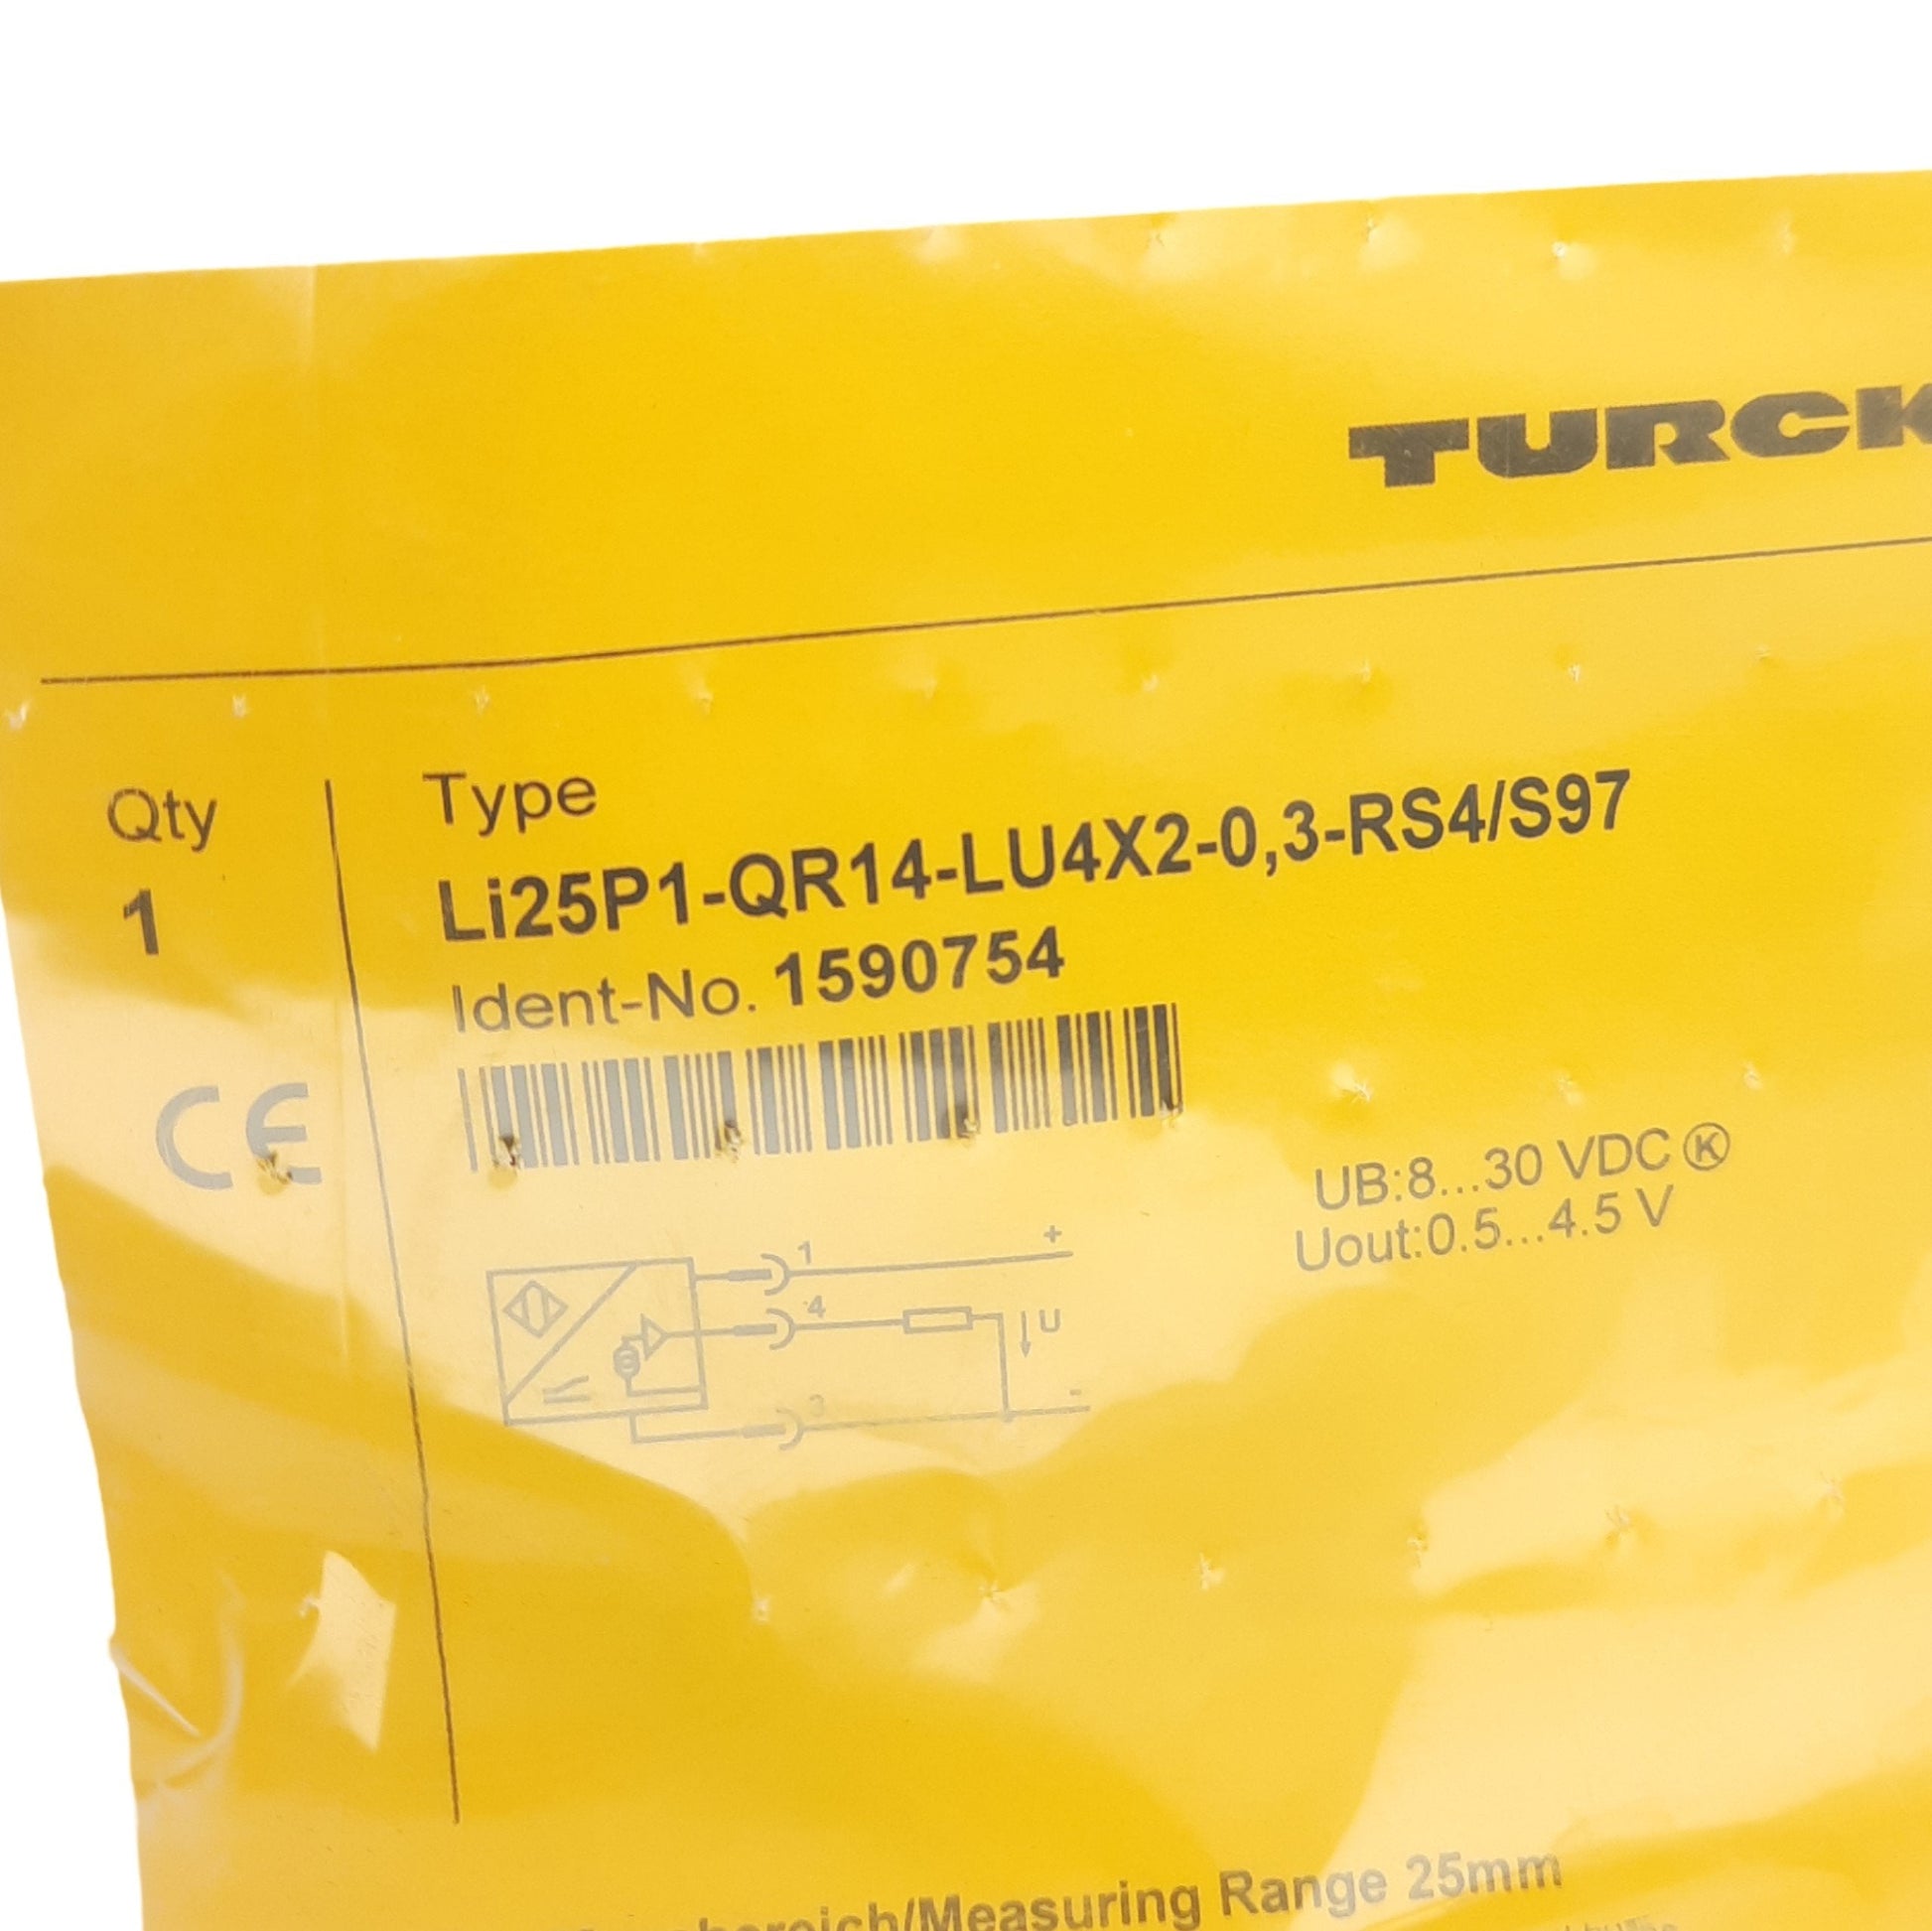 TURCK
Qty
1
Type
Li25P1-QR14-LU4X2-0,3-RS4/S97
Ident-No. 1590754
CE
UB:8...30 VDC Ⓚ
Uout:0.5...4.5 V
1
+
4
U
3
-
Measuring Range 25mm